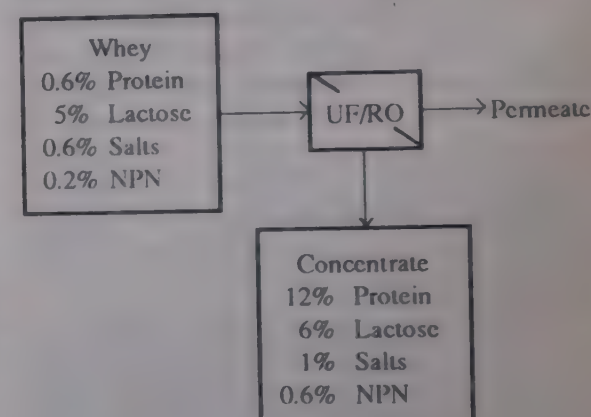 Whey
0.6% Protein
5% Lactose
0.6% Salts
0.2% NPN
UF/RO
Permeate
Concentrate
12% Protein
6% Lactose
1% Salts
0.6% NPN